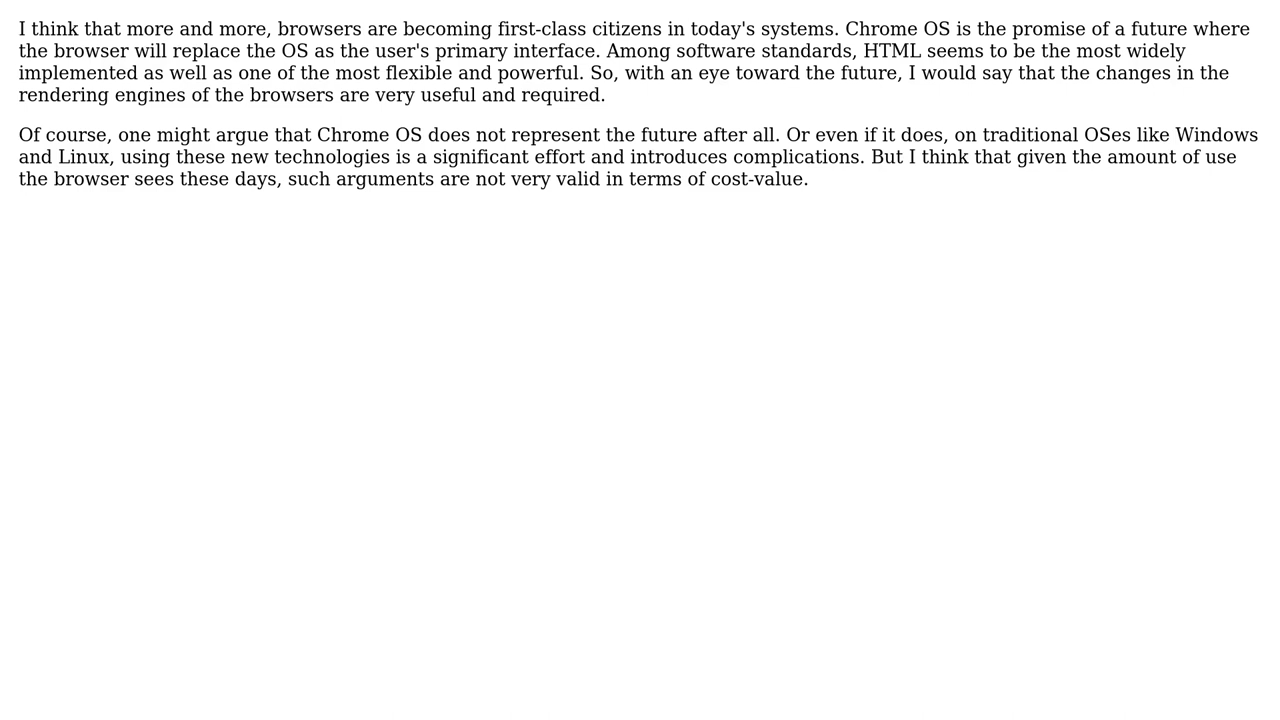 I think that more and more, browsers are becoming first-class citizens in today's systems. Chrome OS is the promise of a future where
the browser will replace the OS as the user's primary interface. Among software standards, HTML seems to be the most widely
implemented as well as one of the most flexible and powerful. So, with an eye toward the future, I would say that the changes in the
rendering engines of the browsers are very useful and required.
Of course, one might argue that Chrome OS does not represent the future after all. Or even if it does, on traditional OSes like Windows
and Linux, using these new technologies is a significant effort and introduces complications. But I think that given the amount of use
the browser sees these days, such arguments are not very valid in terms of cost-value.